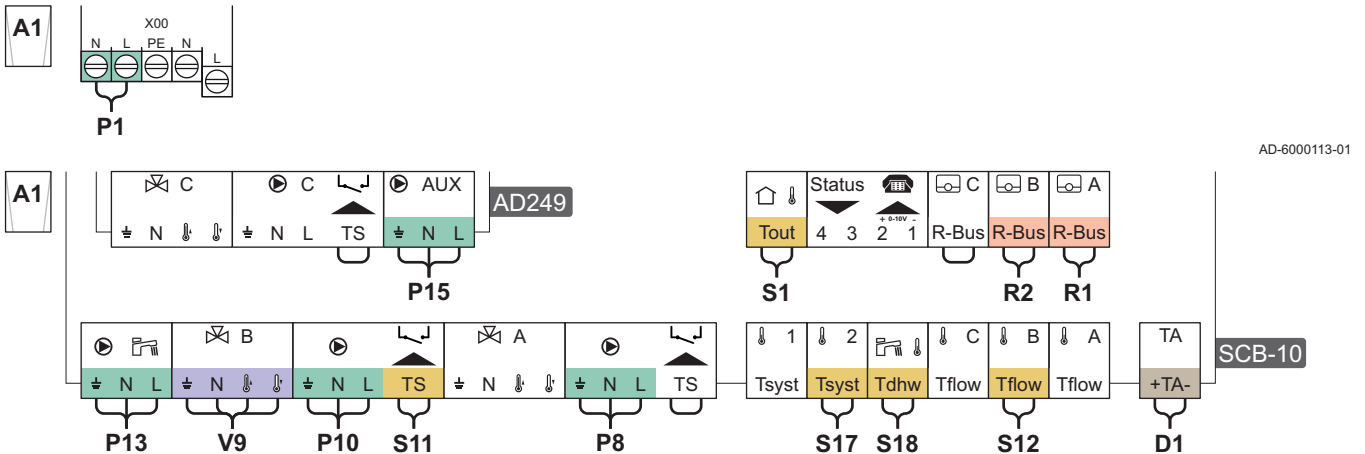 A1
X00
N L PE N L
P1
AD-6000113-01
A1
C
C
AUX
AD249
N
N L TS
N L
P15
Status
C
B
A
+ 0-10V -
Tout
4 3 2 1
R-Bus
R-Bus
R-Bus
S1
R2
R1
B
A
1
2
C
B
A
TA
SCB-10
N L
N
N L
TS
N
N L
TS
Tsyst
Tsyst
Tdhw
Tflow
Tflow
Tflow
+TA-
P13
V9
P10
S11
P8
S17
S18
S12
D1